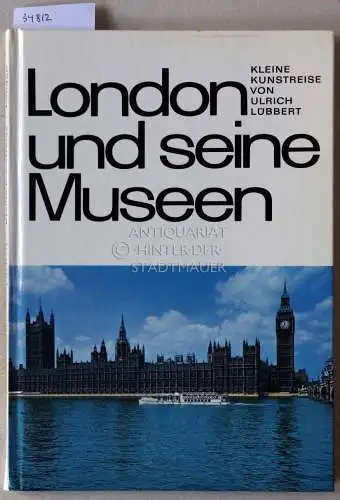 34812
London
und seine
Museen
KLEINE
KUNSTREISE
VON
ULRICH
LÜBBERT
ANTIQUARIAT
© ·HINTER·DER·
STADTMAUER